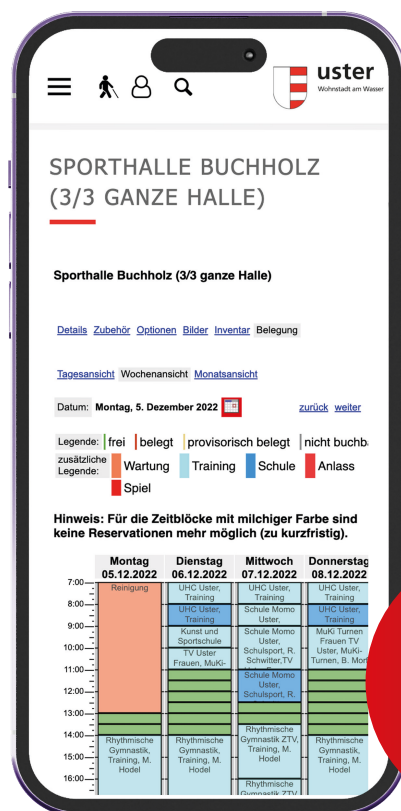 uster
Wohnstadt am Wasser
SPORTHALLE BUCHHOLZ
(3/3 GANZE HALLE)
Sporthalle Buchholz (3/3 ganze Halle)
Details Zubehör Optionen Bilder Inventar Belegung
Tagesansicht Wochenansicht Monatsansicht
Datum: Montag, 5. Dezember 2022 zurück weiter
Legende: frei belegt provisorisch belegt nicht buchb
zusätzliche
Legende: Wartung Training Schule Anlass
Spiel
Hinweis: Für die Zeitblöcke mit milchiger Farbe sind
keine Reservationen mehr möglich (zu kurzfristig).
Montag Dienstag Mittwoch Donnerstag
05.12.2022 06.12.2022 07.12.2022 08.12.2022
7:00 Reinigung UHC Uster, UHC Uster, UHC Uster,
Training Training Training
8:00 UHC Uster, Schule Momo UHC Uster,
Training Uster, Training
9:00 Kunst und Schule Momo MuKi Turnen
Sportschule Uster, Frauen TV
10:00 TV Uster Schulsport, R. Uster, MuKi-
Frauen, MuKi- Schwitter,TV Turnen, B. Mor
11:00 Schule Momo
Uster,
12:00 Schulsport, R.
13:00
14:00 Rhythmische Rhythmische Rhythmische Rhythmische
Gymnastik, Gymnastik, Gymnastik ZTV, Gymnastik,
15:00 Training, M. Training, M. Training, M. Training, M.
Hodel Hodel Hodel Hodel
16:00 Rhythmische
Gymnastik ZTV